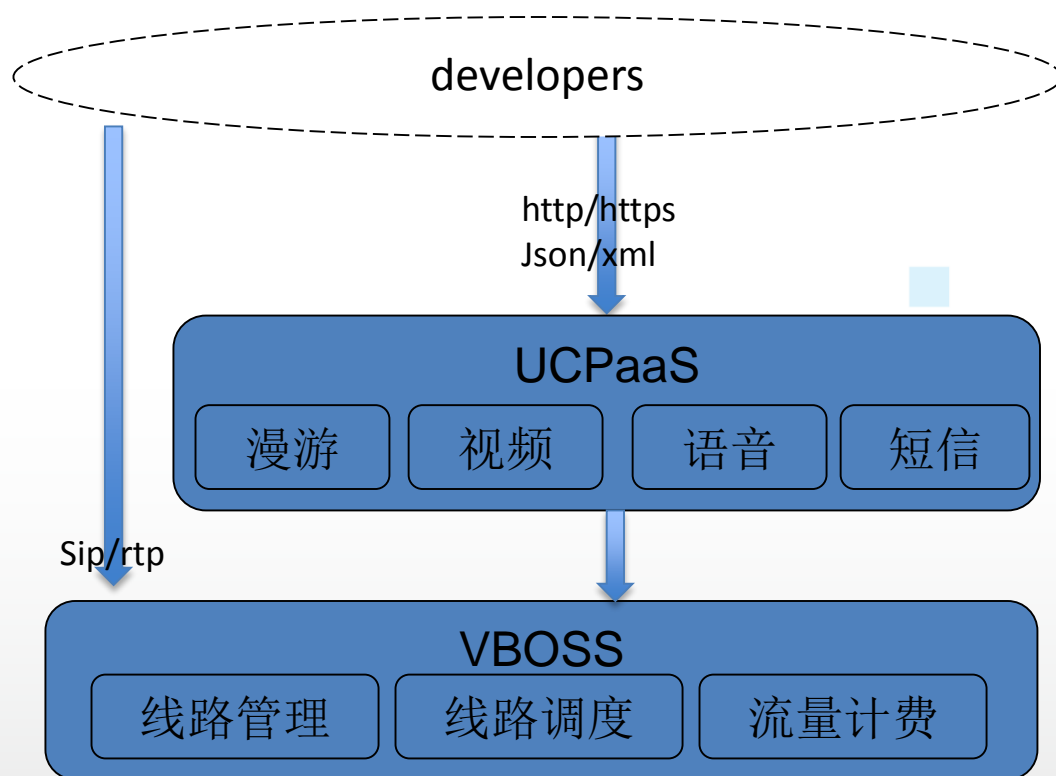 developers
http/https
Json/xml
UCPaaS
漫游 视频 语音 短信
Sip/rtp
VBOSS
线路管理 线路调度 流量计费